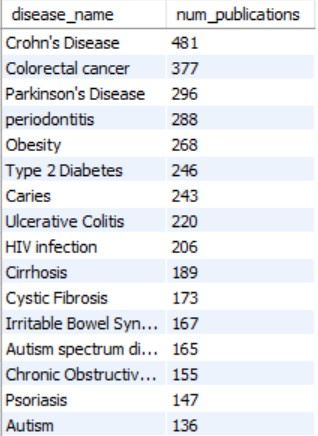 disease_name num_publications
Crohn's Disease 481
Colorectal cancer 377
Parkinson's Disease 296
periodontitis 288
Obesity 268
Type 2 Diabetes 246
Caries 243
Ulcerative Colitis 220
HIV infection 206
Cirrhosis 189
Cystic Fibrosis 173
Irritable Bowel Syn... 167
Autism spectrum di... 165
Chronic Obstructiv... 155
Psoriasis 147
Autism 136